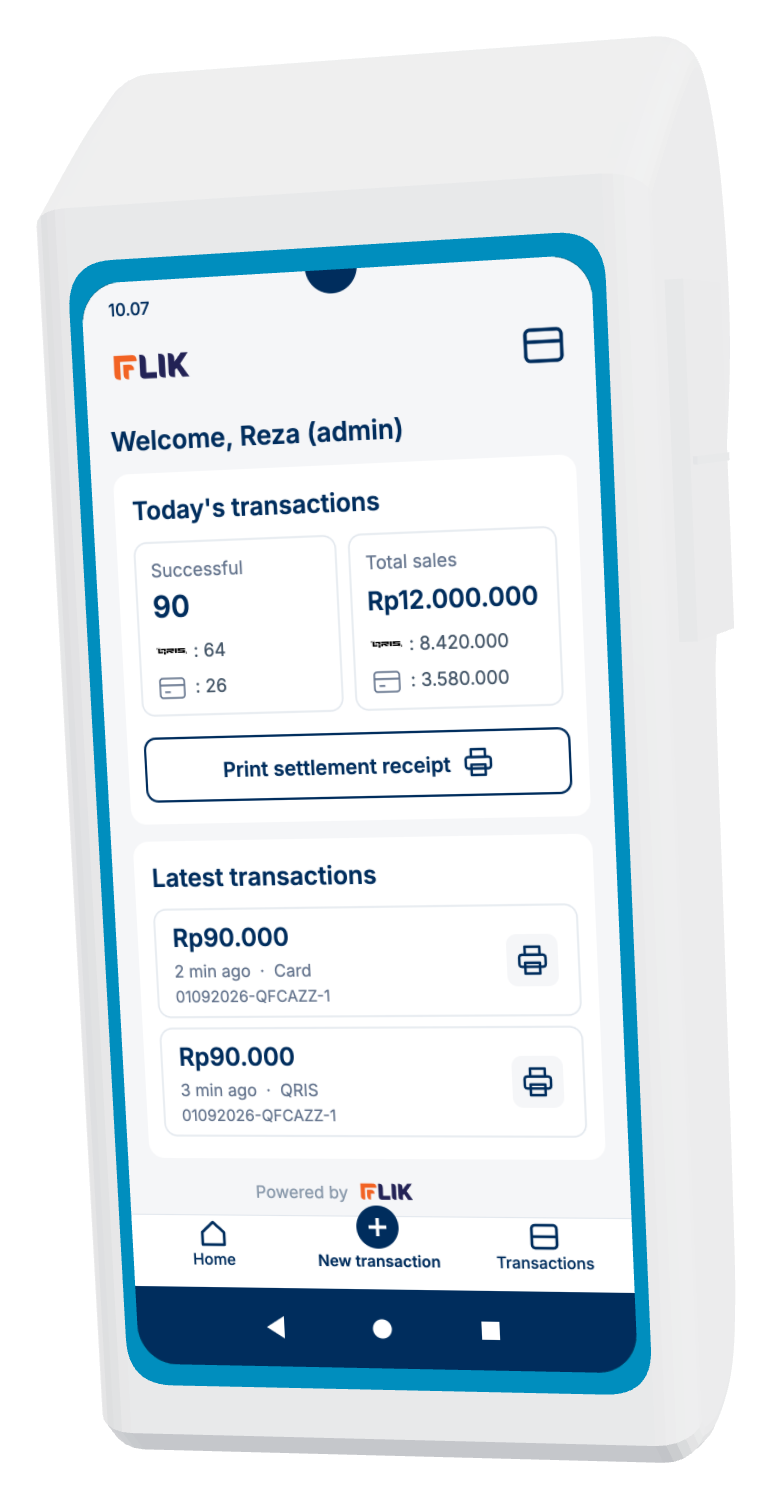 10.07
FLIK
Welcome, Reza (admin)
Today's transactions
Successful
90
QRIS : 64
: 26
Total sales
Rp12.000.000
QRIS : 8.420.000
: 3.580.000
Print settlement receipt
Latest transactions
Rp90.000
2 min ago · Card
01092026-QFCAZZ-1
Rp90.000
3 min ago · QRIS
01092026-QFCAZZ-1
Powered by FLIK
Home
New transaction
Transactions